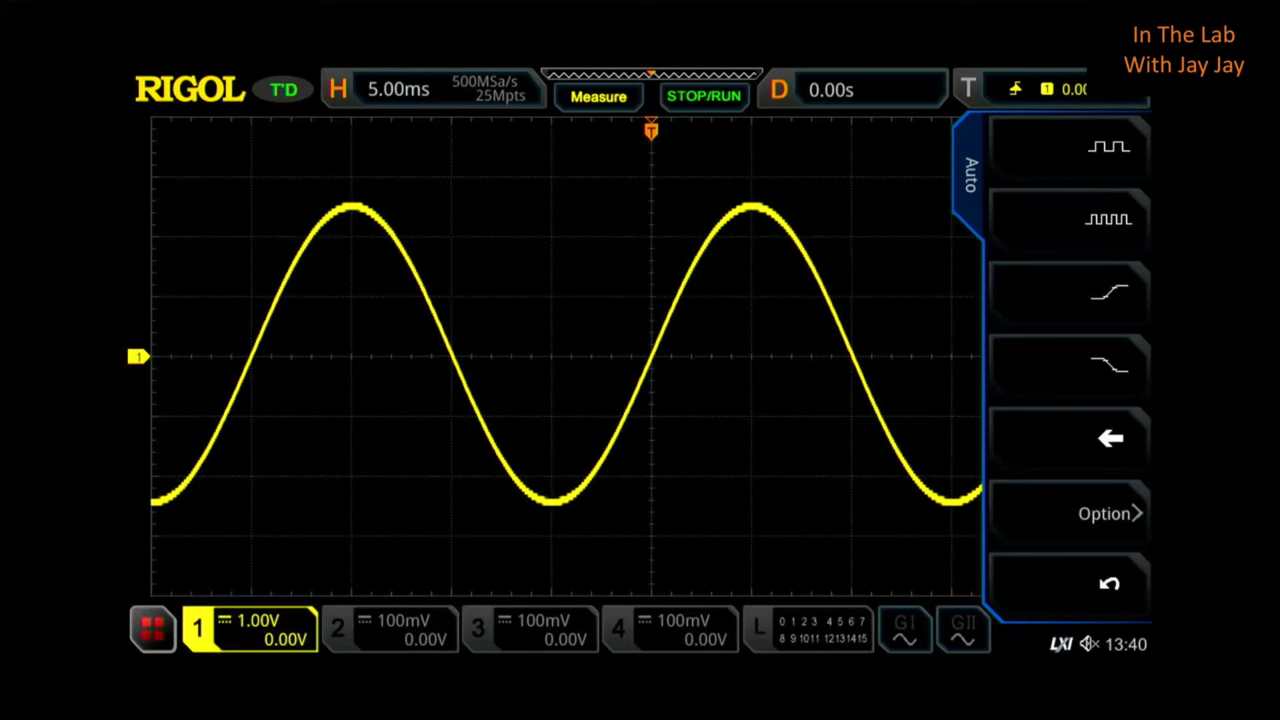 In The Lab
With Jay Jay
RIGOL T'D H 5.00ms 500MSa/s
25Mpts
Measure STOP/RUN D 0.00s T 1 0.00
T
Auto
1
Option
1 1.00V
0.00V
2 100mV
0.00V
3 100mV
0.00V
4 100mV
0.00V
L 0 1 2 3 4 5 6 7
8 9 10 11 12 13 14 15
GI GII
LXI 13:40